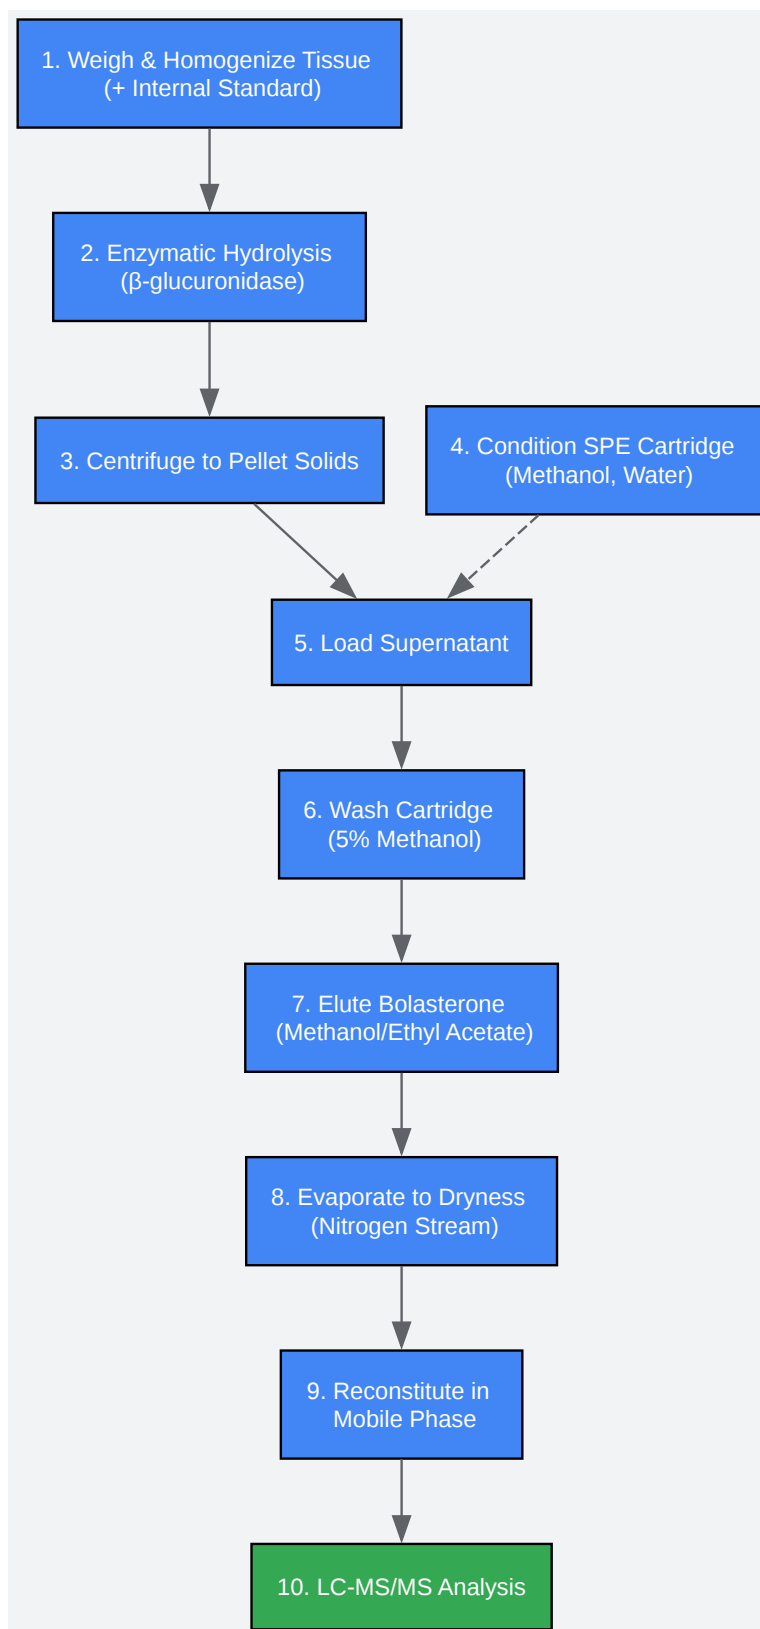 1. Weigh & Homogenize Tissue
(+ Internal Standard)
2. Enzymatic Hydrolysis
(β-glucuronidase)
3. Centrifuge to Pellet Solids
4. Condition SPE Cartridge
(Methanol, Water)
5. Load Supernatant
6. Wash Cartridge
(5% Methanol)
7. Elute Bolasterone
(Methanol/Ethyl Acetate)
8. Evaporate to Dryness
(Nitrogen Stream)
9. Reconstitute in
Mobile Phase
10. LC-MS/MS Analysis